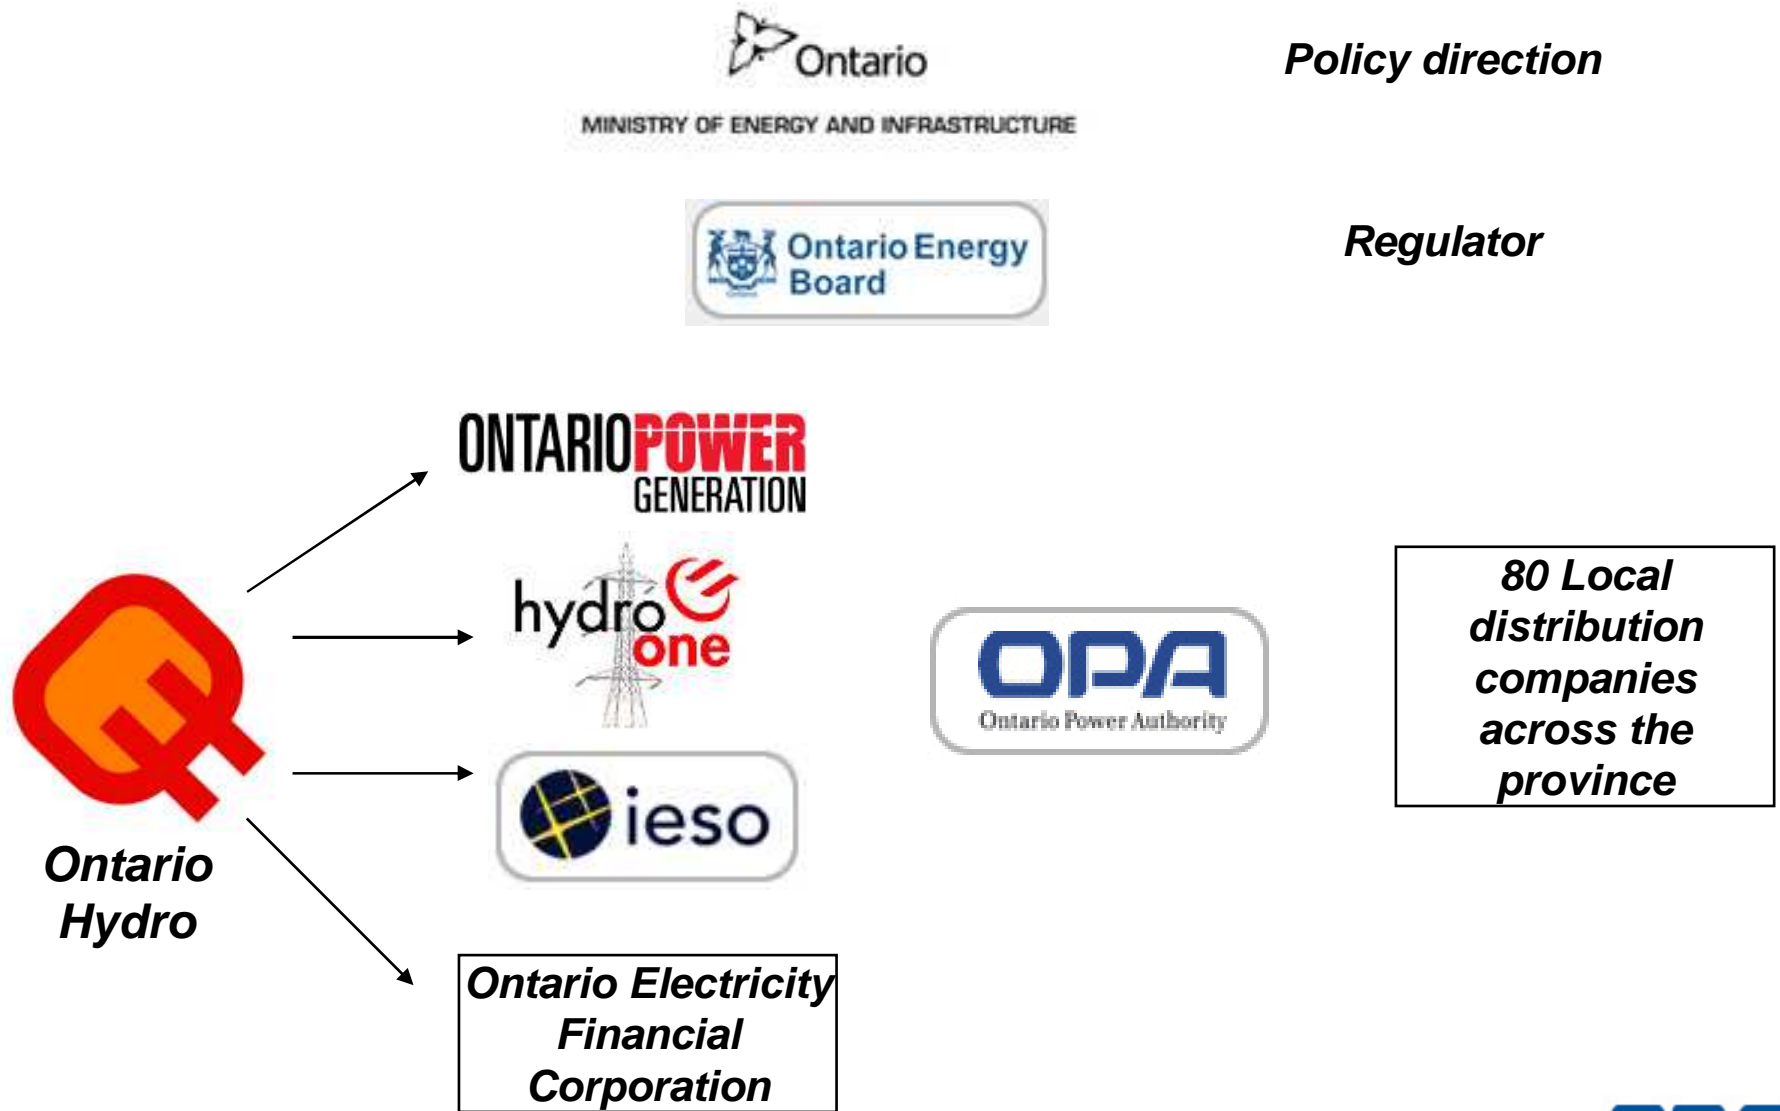 Ontario
Policy direction
MINISTRY OF ENERGY AND INFRASTRUCTURE
Ontario Energy
Board
Regulator
ONTARIOPOWER
GENERATION
hydro
one
ieso
Ontario
Hydro
Ontario Electricity
Financial
Corporation
OPA
Ontario Power Authority
80 Local
distribution
companies
across the
province